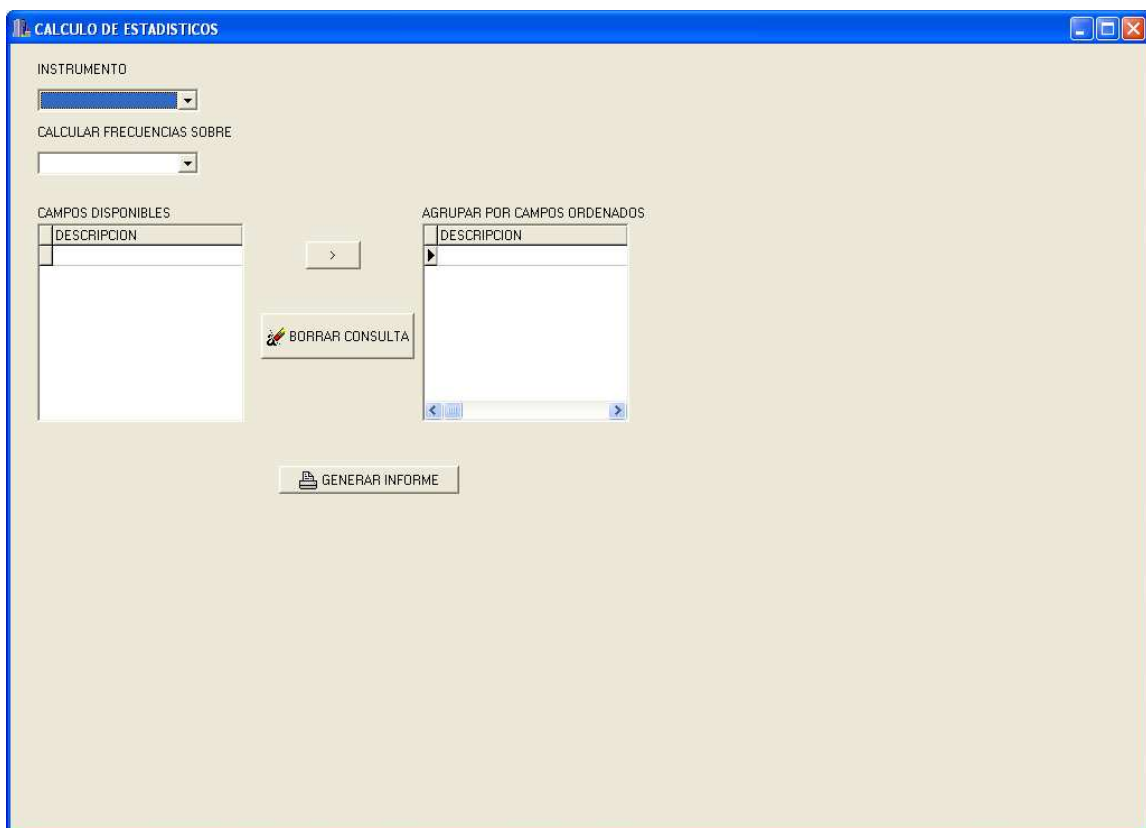 CALCULO DE ESTADISTICOS
INSTRUMENTO
CALCULAR FRECUENCIAS SOBRE
CAMPOS DISPONIBLES
DESCRIPCION
>
BORRAR CONSULTA
AGRUPAR POR CAMPOS ORDENADOS
DESCRIPCION
GENERAR INFORME